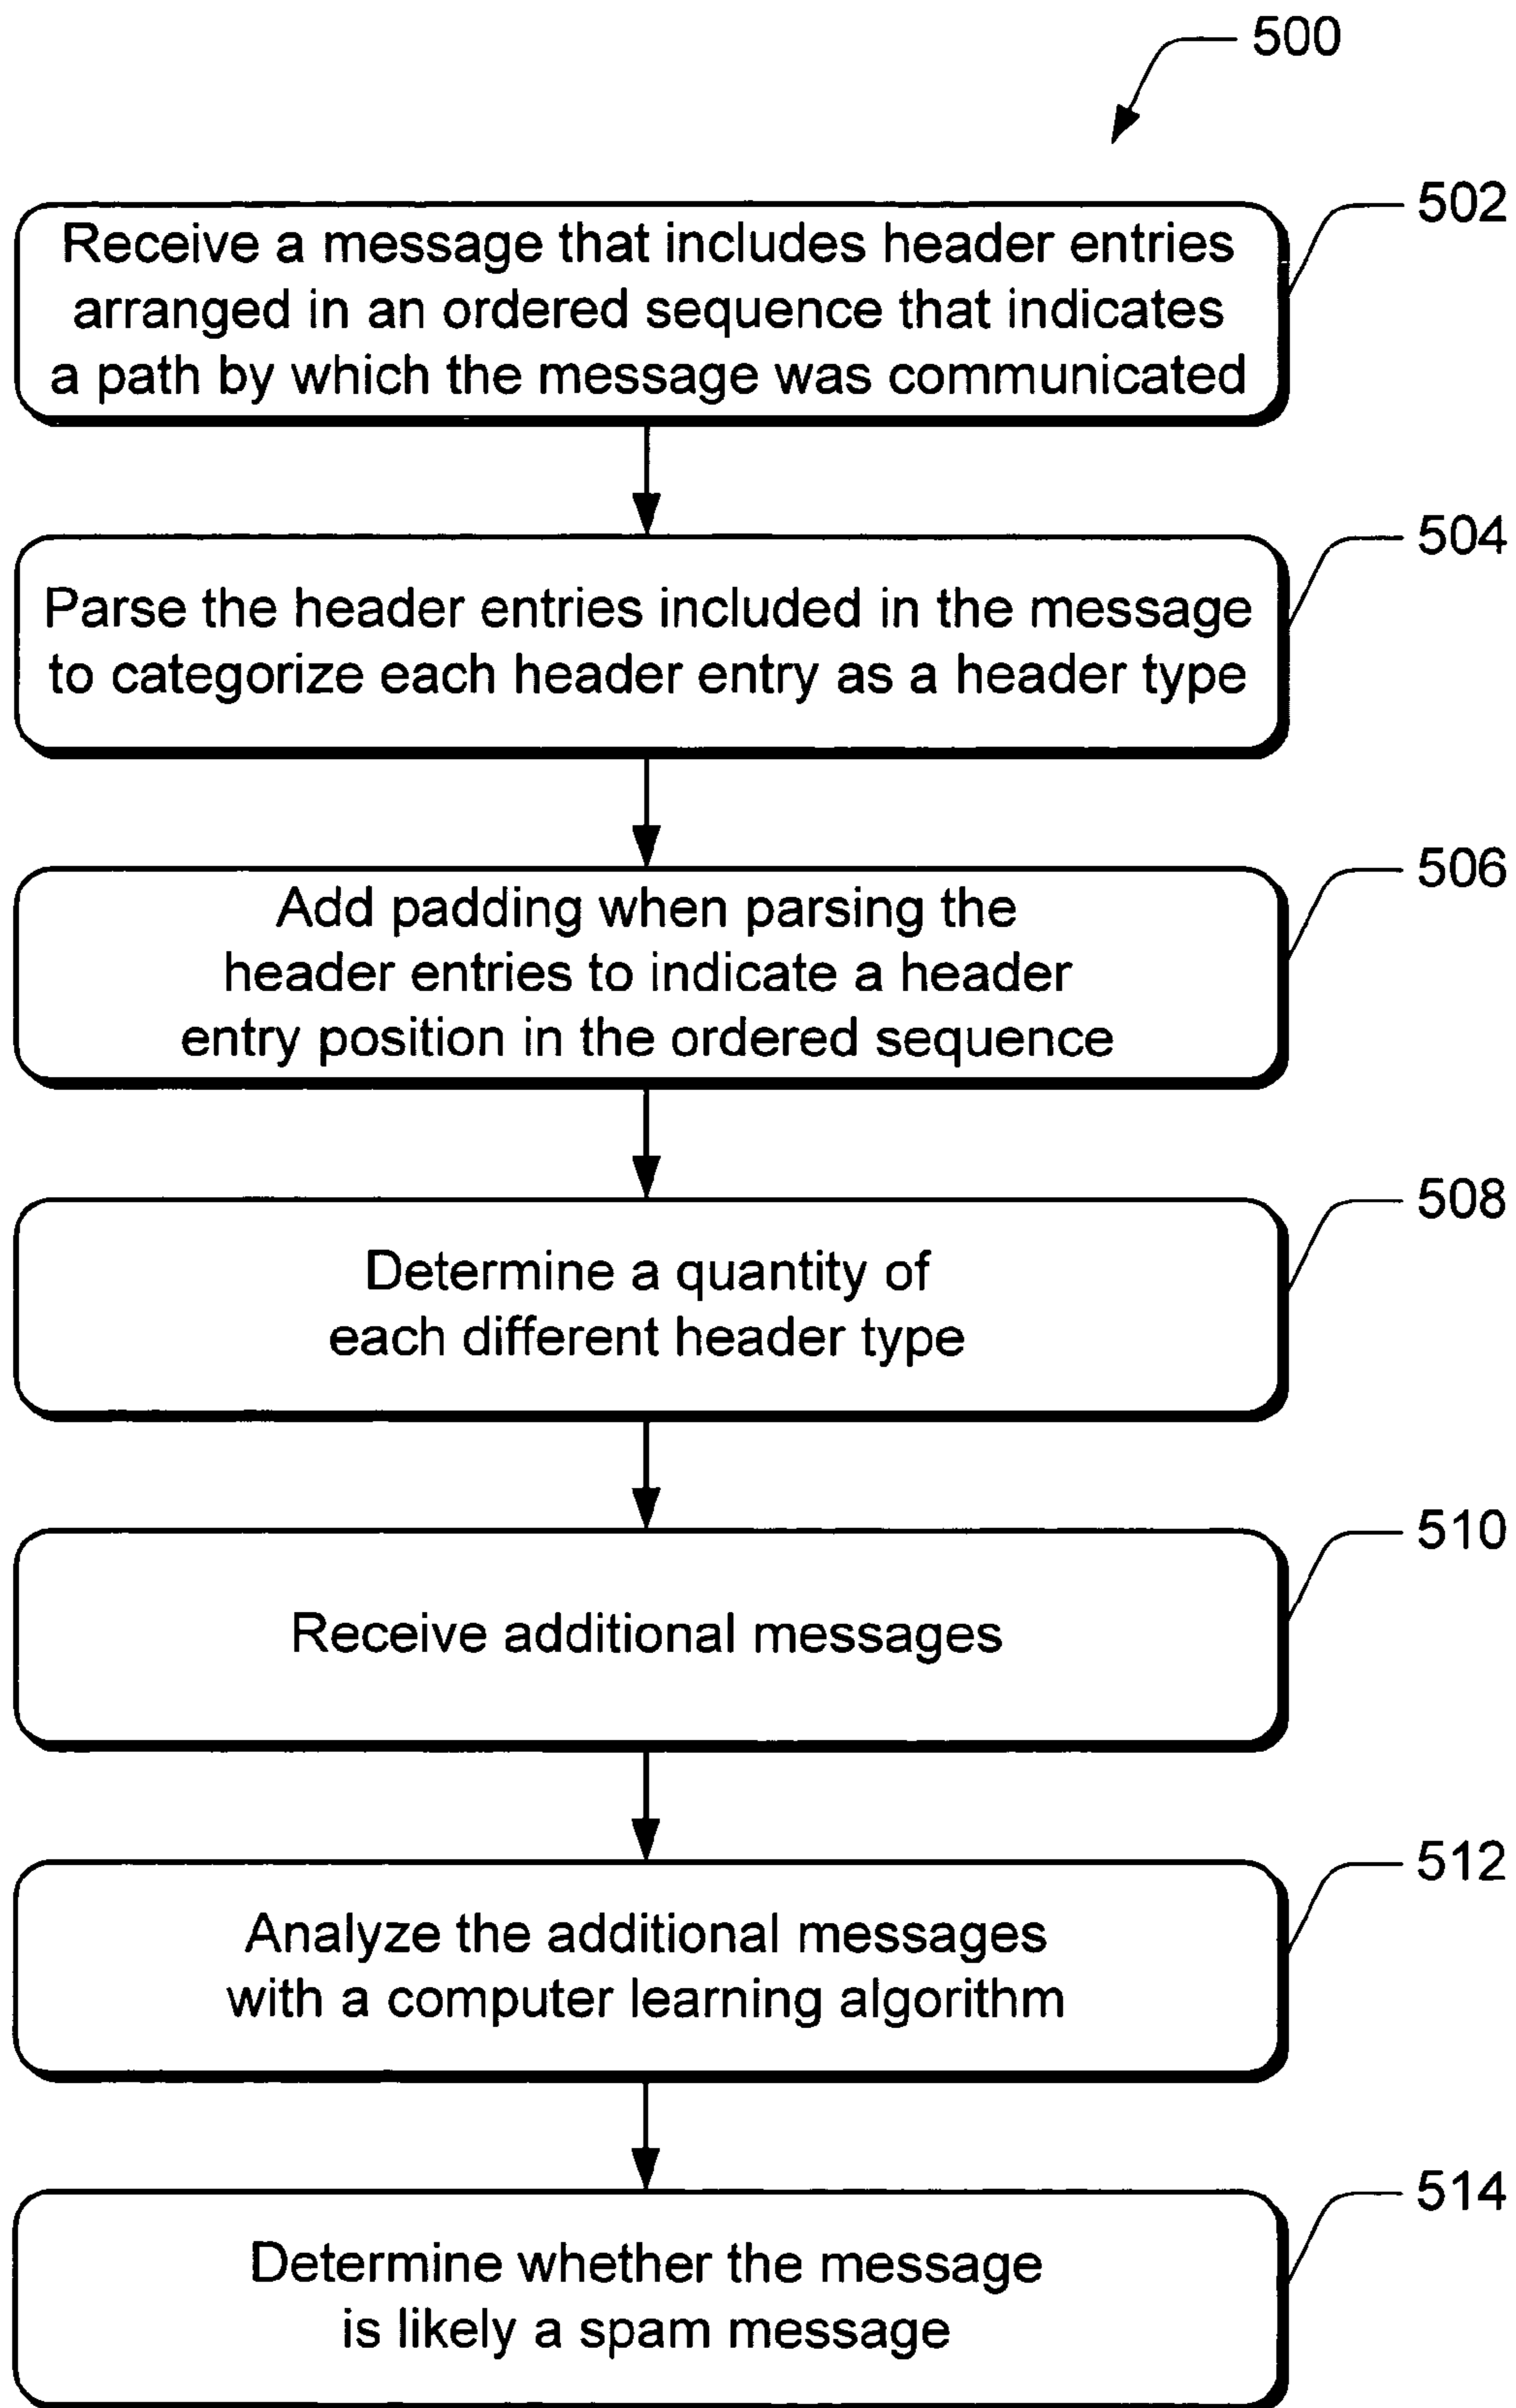 500
502
Receive a message that includes header entries
arranged in an ordered sequence that indicates
a path by which the message was communicated
504
Parse the header entries included in the message
to categorize each header entry as a header type
506
Add padding when parsing the
header entries to indicate a header
entry position in the ordered sequence
508
Determine a quantity of
each different header type
510
Receive additional messages
512
Analyze the additional messages
with a computer learning algorithm
514
Determine whether the message
is likely a spam message